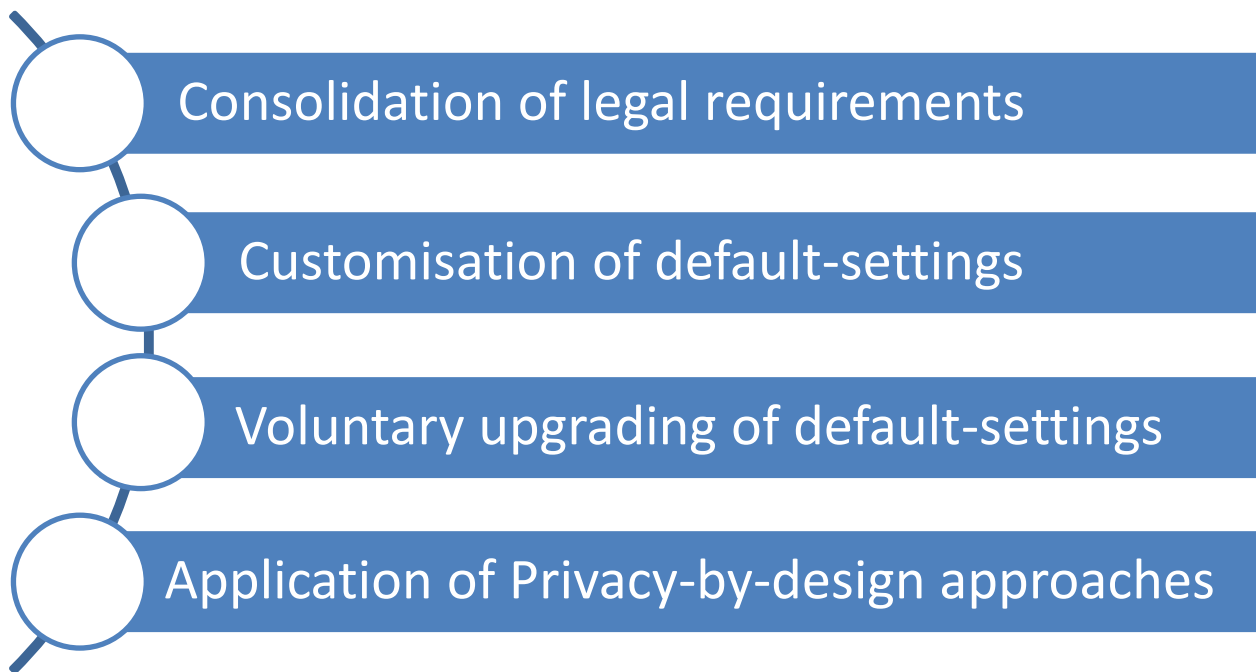 Consolidation of legal requirements
Customisation of default-settings
Voluntary upgrading of default-settings
Application of Privacy-by-design approaches